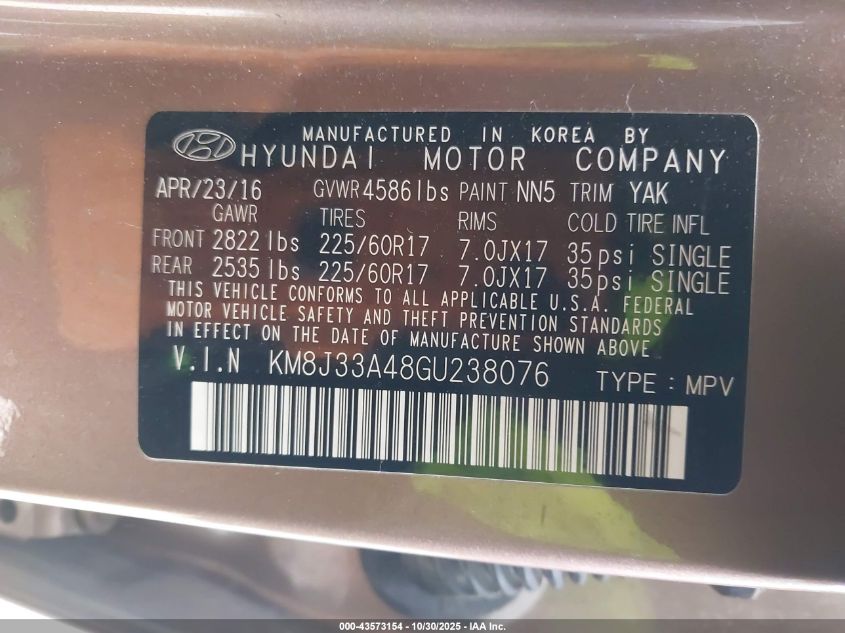 MANUFACTURED IN KOREA BY
HYUNDAI MOTOR COMPANY
APR/23/16 GVWR 4586 lbs PAINT NN5 TRIM YAK
GAWR TIRES RIMS COLD TIRE INFL
FRONT 2822 lbs 225/60R17 7.0JX17 35psi SINGLE
REAR 2535 lbs 225/60R17 7.0JX17 35psi SINGLE
THIS VEHICLE CONFORMS TO ALL APPLICABLE U.S.A. FEDERAL
MOTOR VEHICLE SAFETY AND THEFT PREVENTION STANDARDS
IN EFFECT ON THE DATE OF MANUFACTURE SHOWN ABOVE.
V.I.N KM8J33A48GU238076 TYPE : MPV
000-43573154 - 10/30/2025 - IAA Inc.